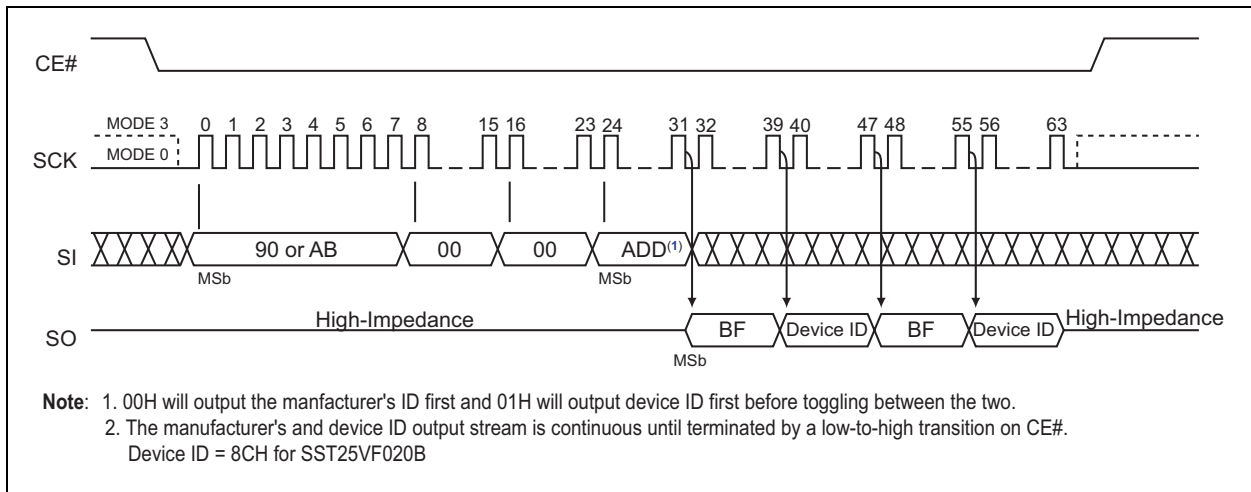 CE#
MODE 3 0 1 2 3 4 5 6 7 8 15 16 23 24 31 32 39 40 47 48 55 56 63
MODE 0
SCK
SI 90 or AB 00 00 ADD(1)
MSb MSb
High-Impedance High-Impedance
SO BF Device ID BF Device ID
MSb
Note: 1. 00H will output the manfacturer's ID first and 01H will output device ID first before toggling between the two.
2. The manufacturer's and device ID output stream is continuous until terminated by a low-to-high transition on CE#.
Device ID = 8CH for SST25VF020B